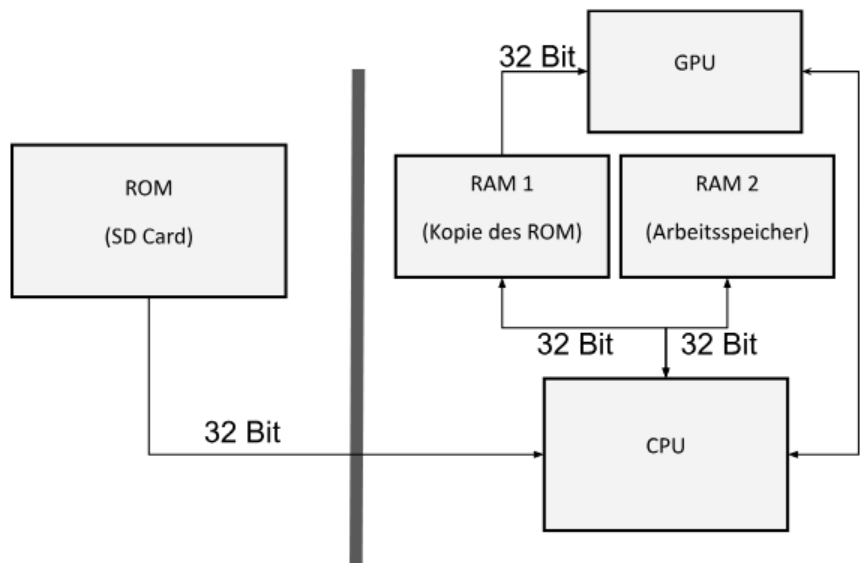 32 Bit
GPU
ROM
(SD Card)
RAM 1
(Kopie des ROM)
RAM 2
(Arbeitsspeicher)
32 Bit
32 Bit
32 Bit
CPU